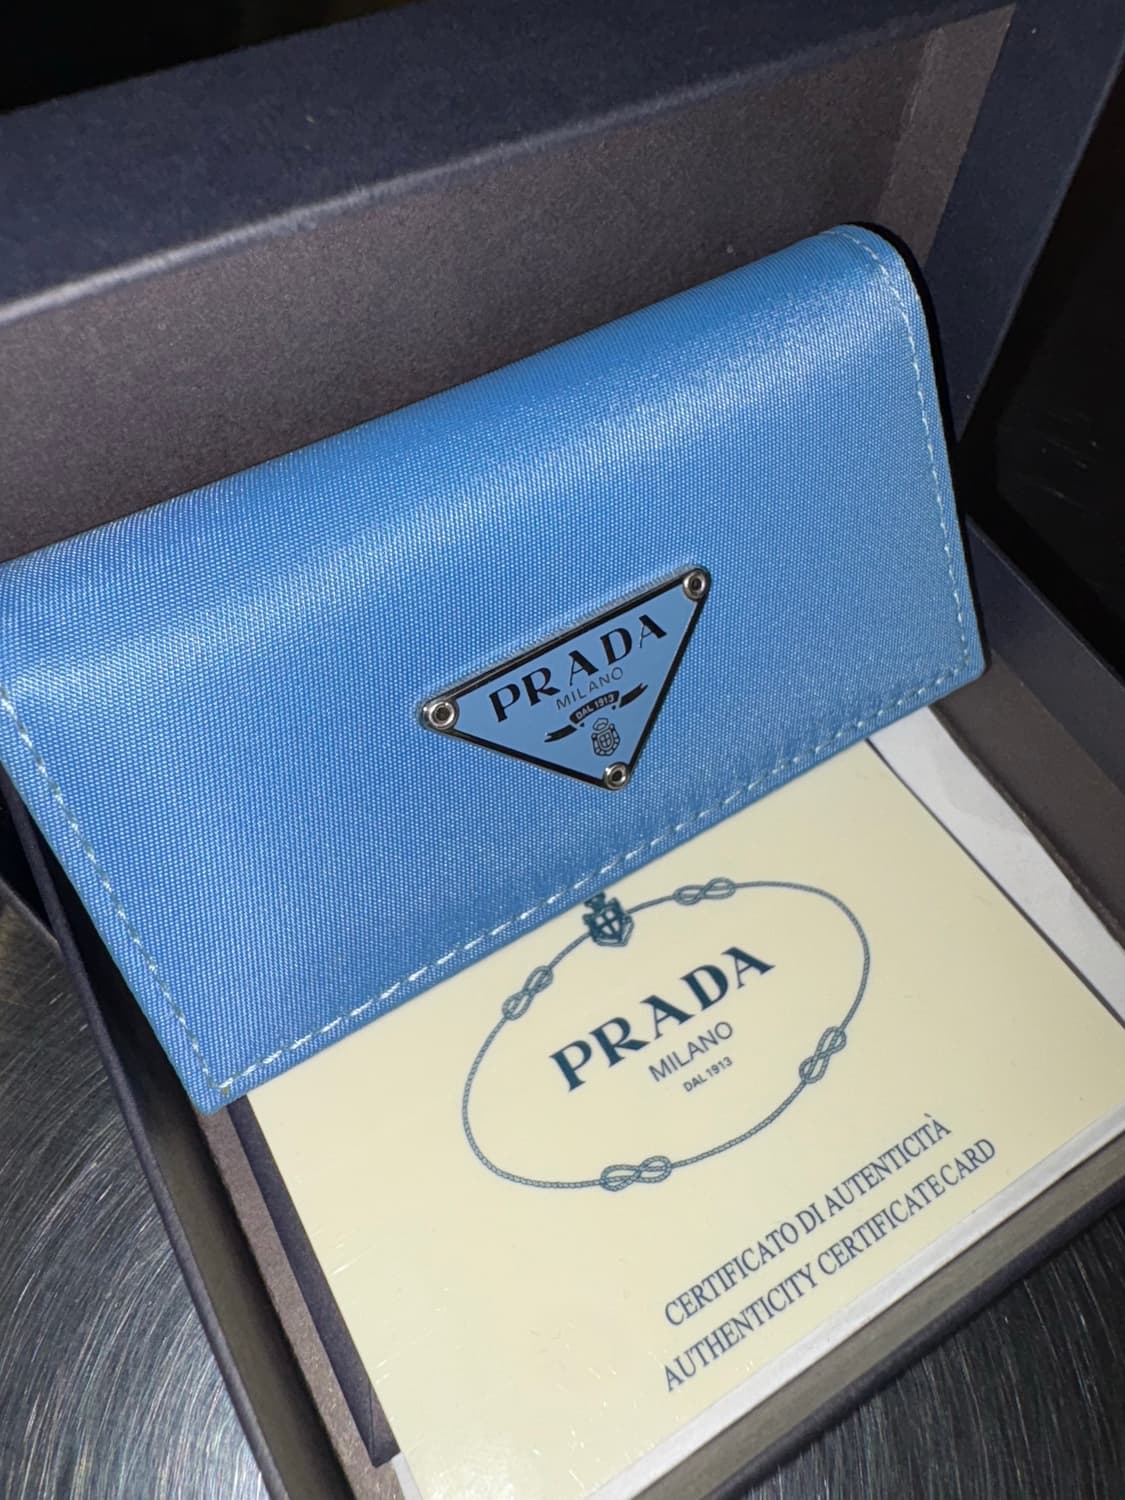 PRADA
MILANO
DAL 1913
PRADA
MILANO
DAL 1913
CERTIFICATO DI AUTENTICITÀ
AUTHENTICITY CERTIFICATE CARD